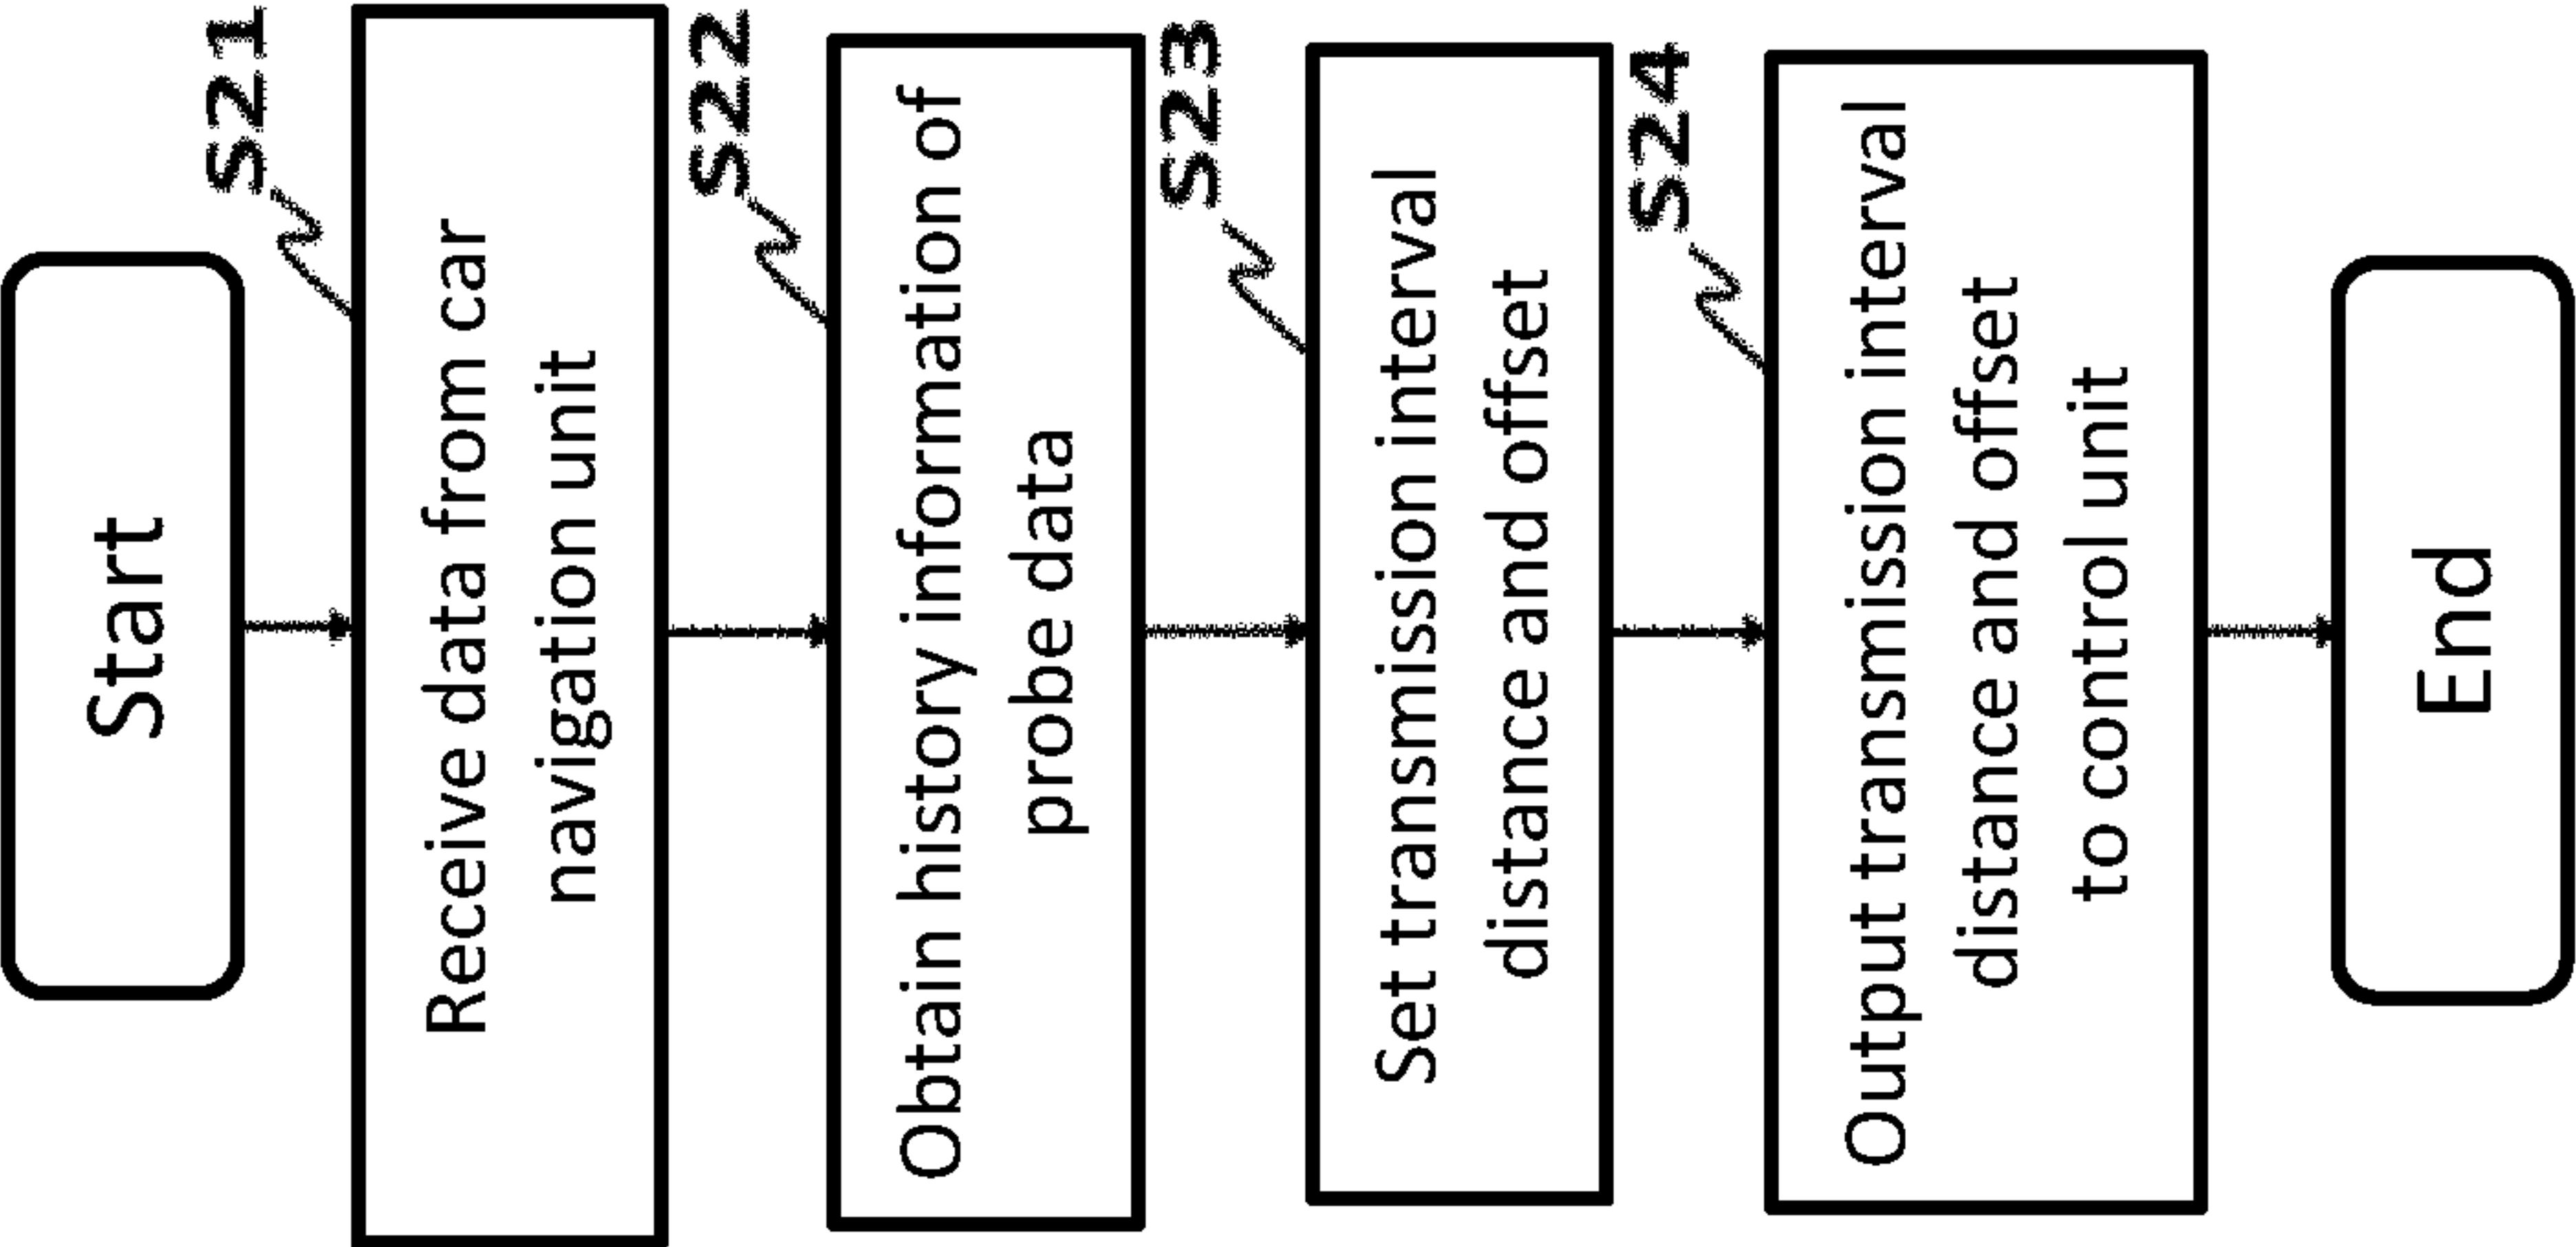 Start
S21
Receive data from car
navigation unit
S22
Obtain history information of
probe data
S23
Set transmission interval
distance and offset
S24
Output transmission interval
distance and offset
to control unit
End